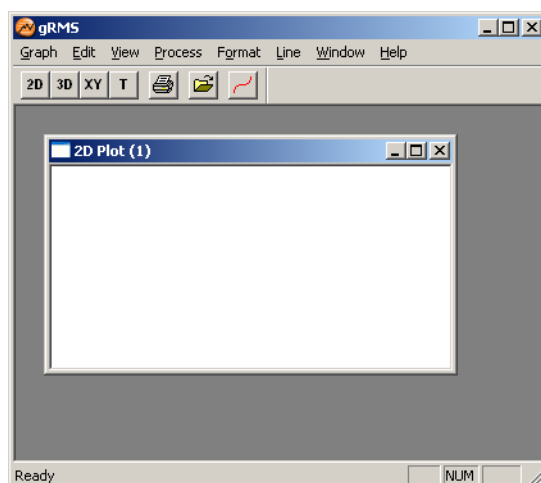 gRMS
Graph Edit View Process Format Line Window Help
2D 3D XY T
2D Plot (1)
Ready NUM